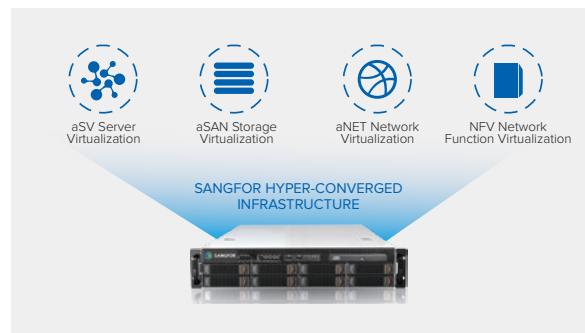 aSV Server
Virtualization
aSAN Storage
Virtualization
aNET Network
Virtualization
NFV Network
Function Virtualization
SANGFOR HYPER-CONVERGED
INFRASTRUCTURE
SANGFOR